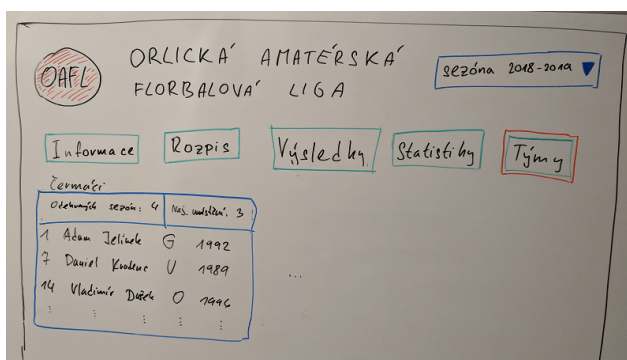 OAFL
ORLICKÁ AMATÉRSKÁ
FLORBALOVÁ LIGA
sezóna 2018-2019
Informace Rozpis Výsledky Statistiky Týmy
Čermáci
Odehraných sezón: 4 Nej. umístění: 3
1 Adam Jelínek G 1992
7 Daniel U 1989
14 Vladimír Dušek O 1996
...